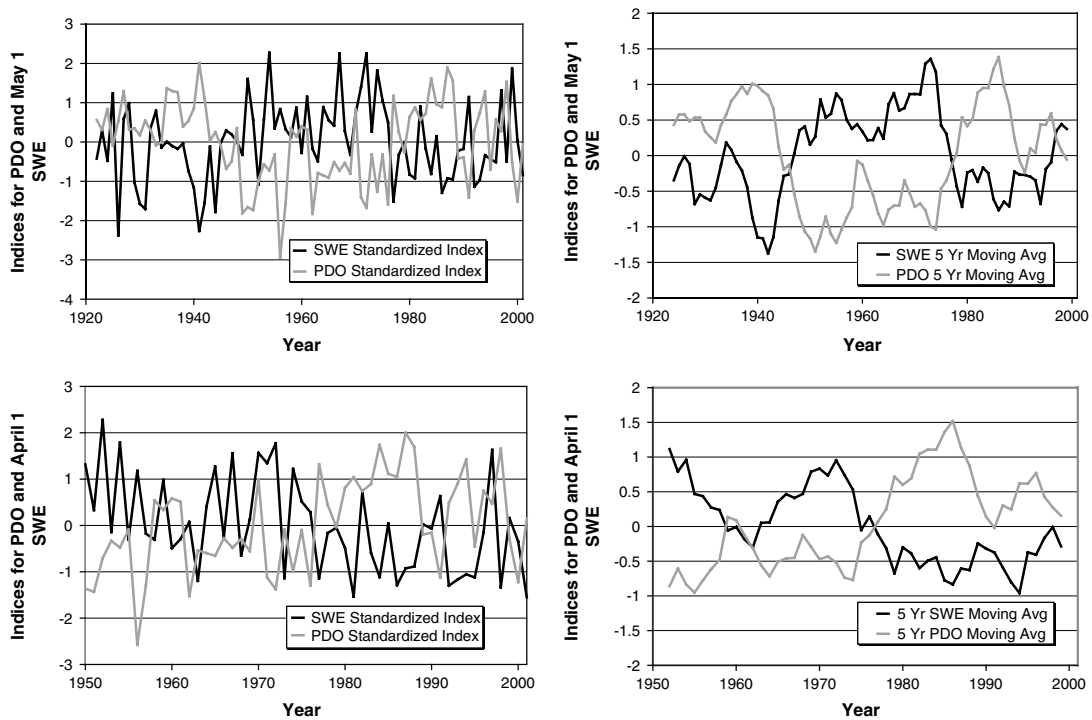 Indices for PDO and May 1
SWE
3
2
1
0
-1
-2
-3
-4
1920
1940
1960
1980
2000
Year
SWE Standardized Index
PDO Standardized Index
Indices for PDO and May 1
SWE
2
1.5
1
0.5
0
-0.5
-1
-1.5
-2
1920
1940
1960
1980
2000
Year
SWE 5 Yr Moving Avg
PDO 5 Yr Moving Avg
Indices for PDO and April 1
SWE
3
2
1
0
-1
-2
-3
1950
1960
1970
1980
1990
2000
Year
SWE Standardized Index
PDO Standardized Index
Indices for PDO and April 1
SWE
2
1.5
1
0.5
0
-0.5
-1
-1.5
-2
1950
1960
1970
1980
1990
2000
Year
5 Yr SWE Moving Avg
5 Yr PDO Moving Avg